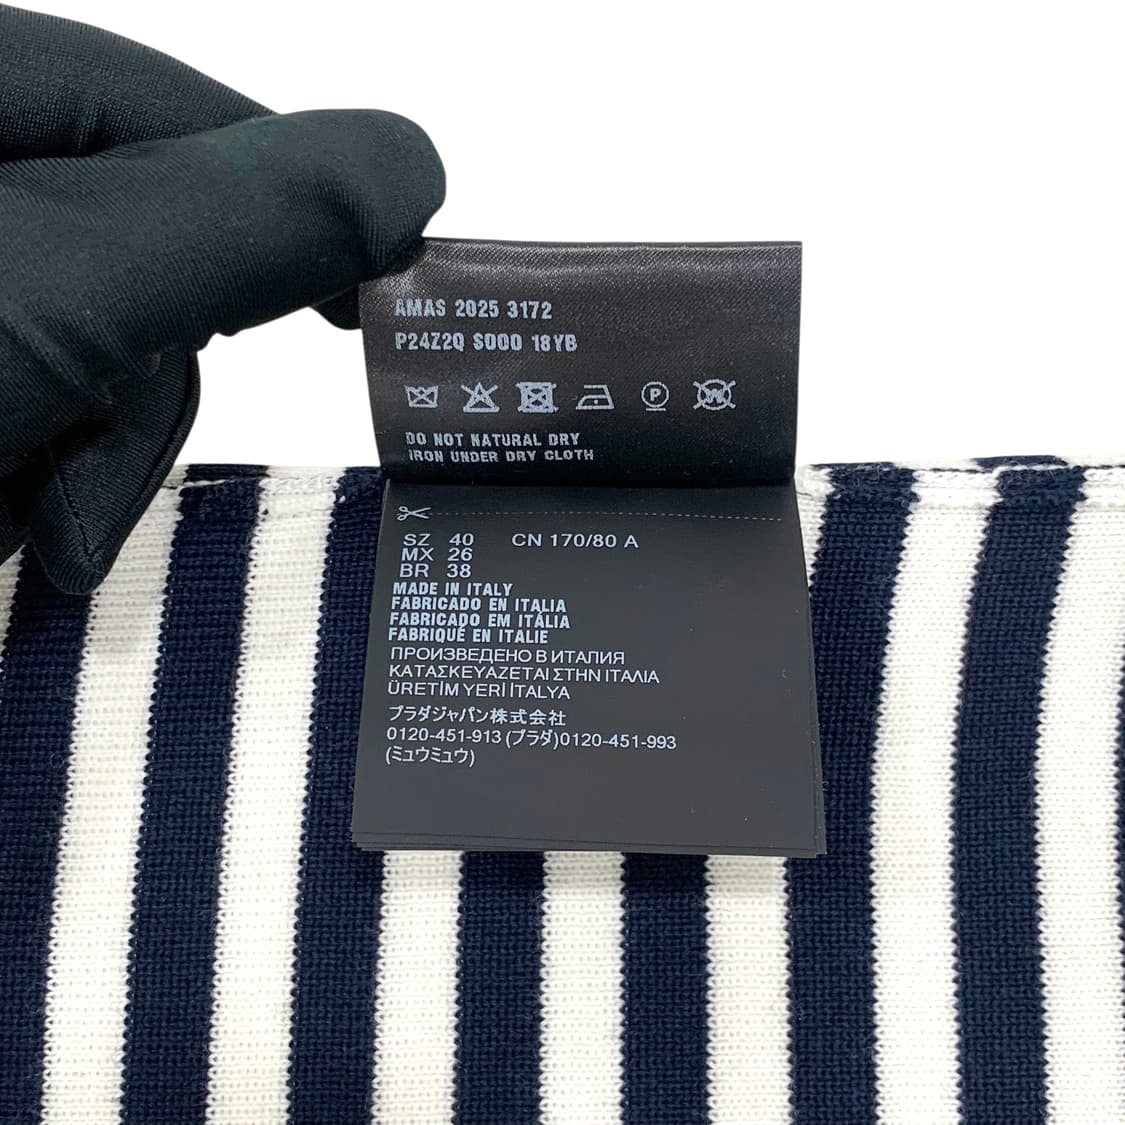 AMAS 2025 3172
P24Z2Q S000 18YB
P W
DO NOT NATURAL DRY
IRON UNDER DRY CLOTH
SZ 40 CN 170/80 A
MX 26
BR 38
MADE IN ITALY
FABRICADO EN ITALIA
FABRICADO EM ITÁLIA
FABRIQUÉ EN ITALIE
ПРОИЗВЕДЕНО В ИТАЛИЯ
ΚΑΤΑΣΚΕΥΑΖΕΤΑΙ ΣΤΗΝ ΙΤΑΛΙΑ
ÜRETİM YERİ İTALYA
プラダジャパン株式会社
0120-451-913 (プラダ)0120-451-993
(ミュウミュウ)